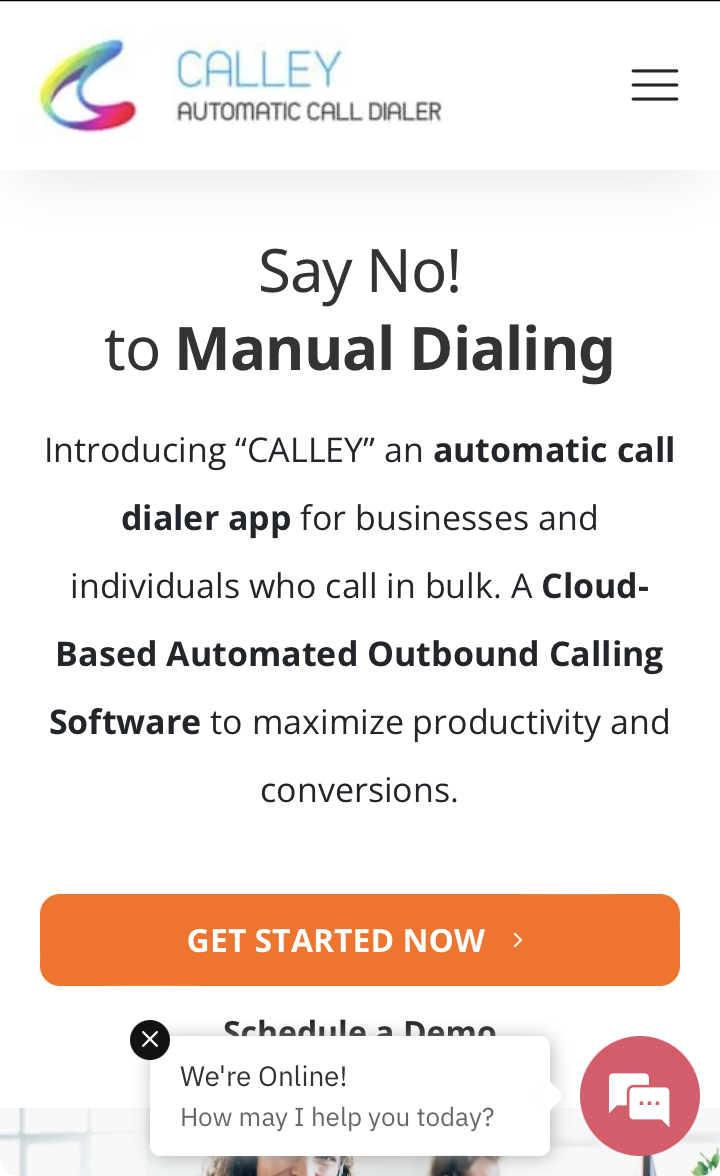 CALLEY
AUTOMATIC CALL DIALER
Say No!
to Manual Dialing
Introducing “CALLEY” an automatic call
dialer app for businesses and
individuals who call in bulk. A Cloud-
Based Automated Outbound Calling
Software to maximize productivity and
conversions.
GET STARTED NOW
Schedule a Demo
We're Online!
How may I help you today?